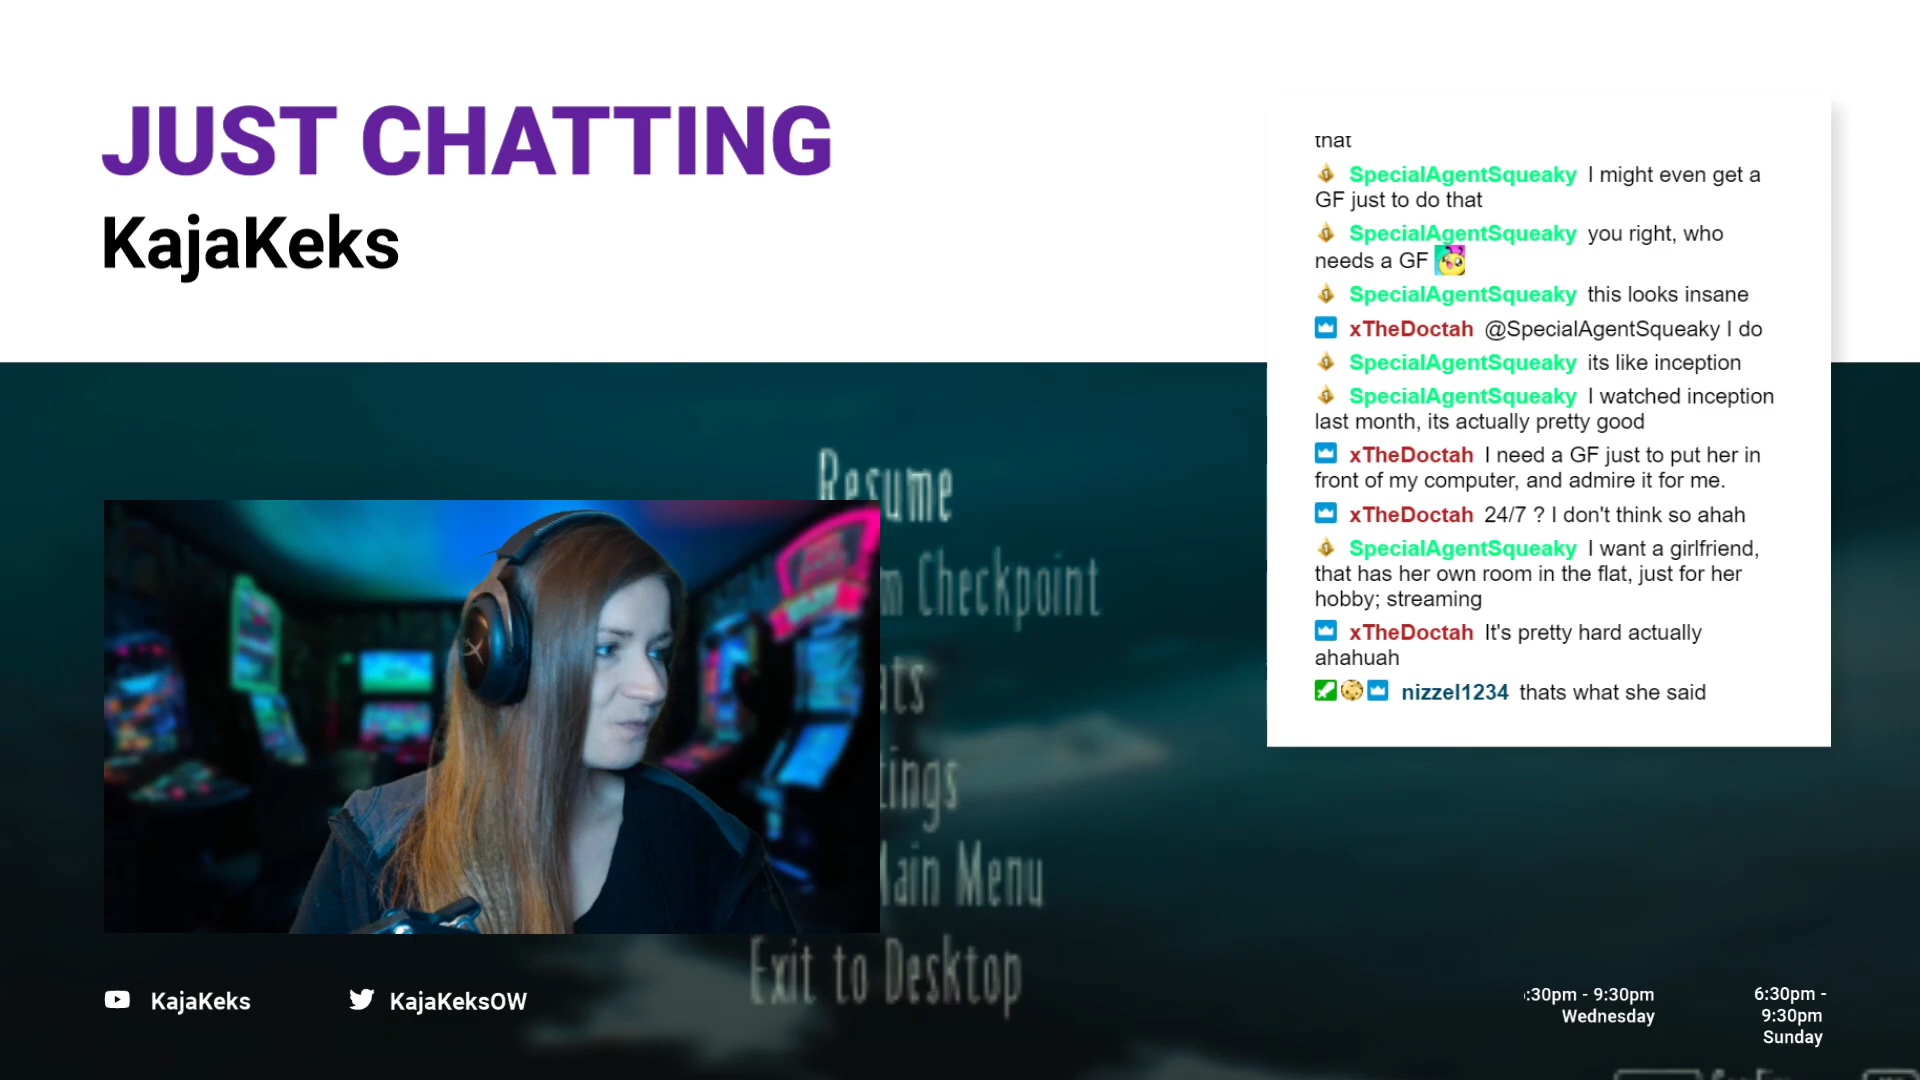 JUST CHATTING
KajaKeks
that
SpecialAgentSqueaky I might even get a
GF just to do that
SpecialAgentSqueaky you right, who
needs a GF
SpecialAgentSqueaky this looks insane
xTheDoctah @SpecialAgentSqueaky I do
SpecialAgentSqueaky its like inception
SpecialAgentSqueaky I watched inception
last month, its actually pretty good
xTheDoctah I need a GF just to put her in
front of my computer, and admire it for me.
xTheDoctah 24/7 ? I don't think so ahah
SpecialAgentSqueaky I want a girlfriend,
that has her own room in the flat, just for her
hobby; streaming
xTheDoctah It's pretty hard actually
ahahuah
nizzel1234 thats what she said
Resume
m Checkpoint
ats
tings
Main Menu
Exit to Desktop
KajaKeks
KajaKeksOW
:30pm - 9:30pm
Wednesday
6:30pm -
9:30pm
Sunday